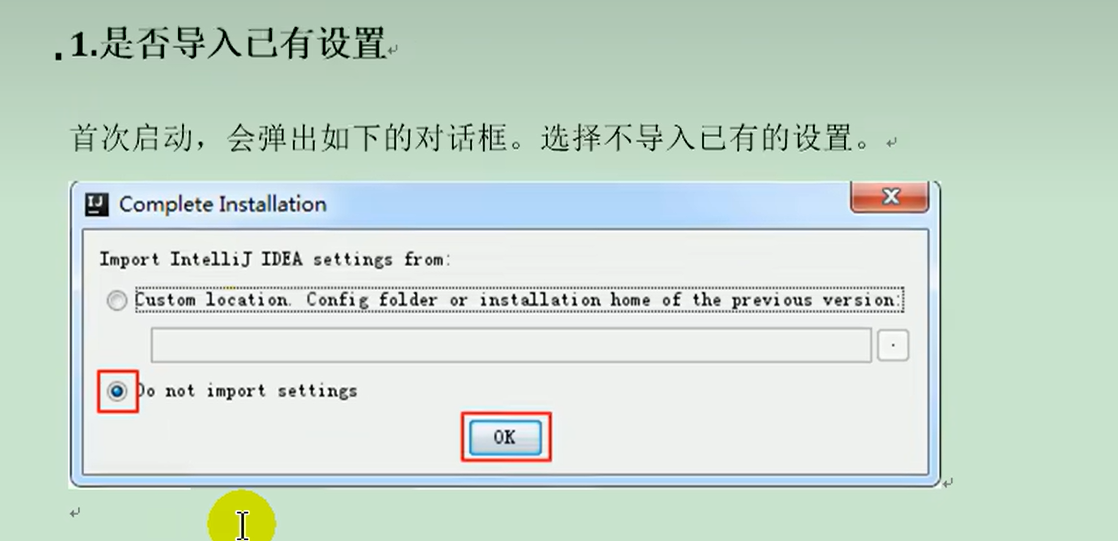 1.是否导入已有设置
首次启动，会弹出如下的对话框。选择不导入已有的设置。
Complete Installation
Import IntelliJ IDEA settings from:
Custom location. Config folder or installation home of the previous version:
Do not import settings
OK